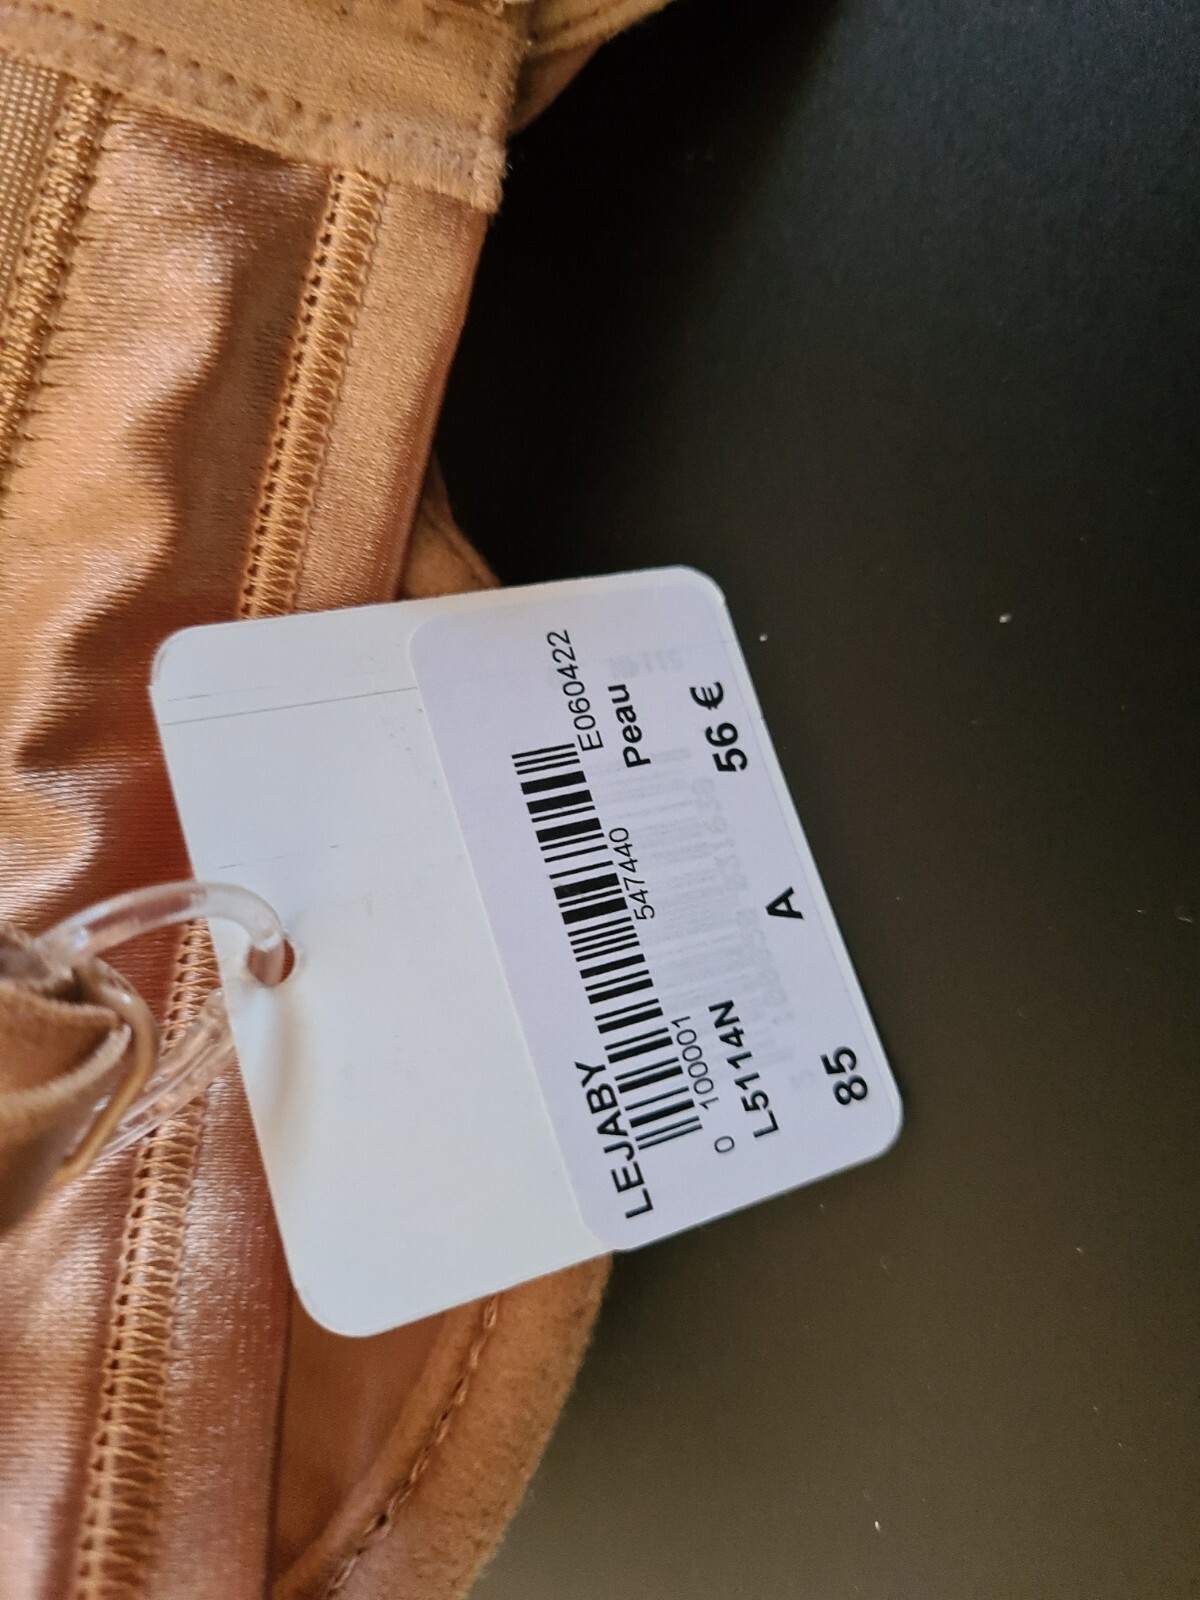 LEJABY
E060422
0 100001 547440
L5114N Peau
85 A 56 €